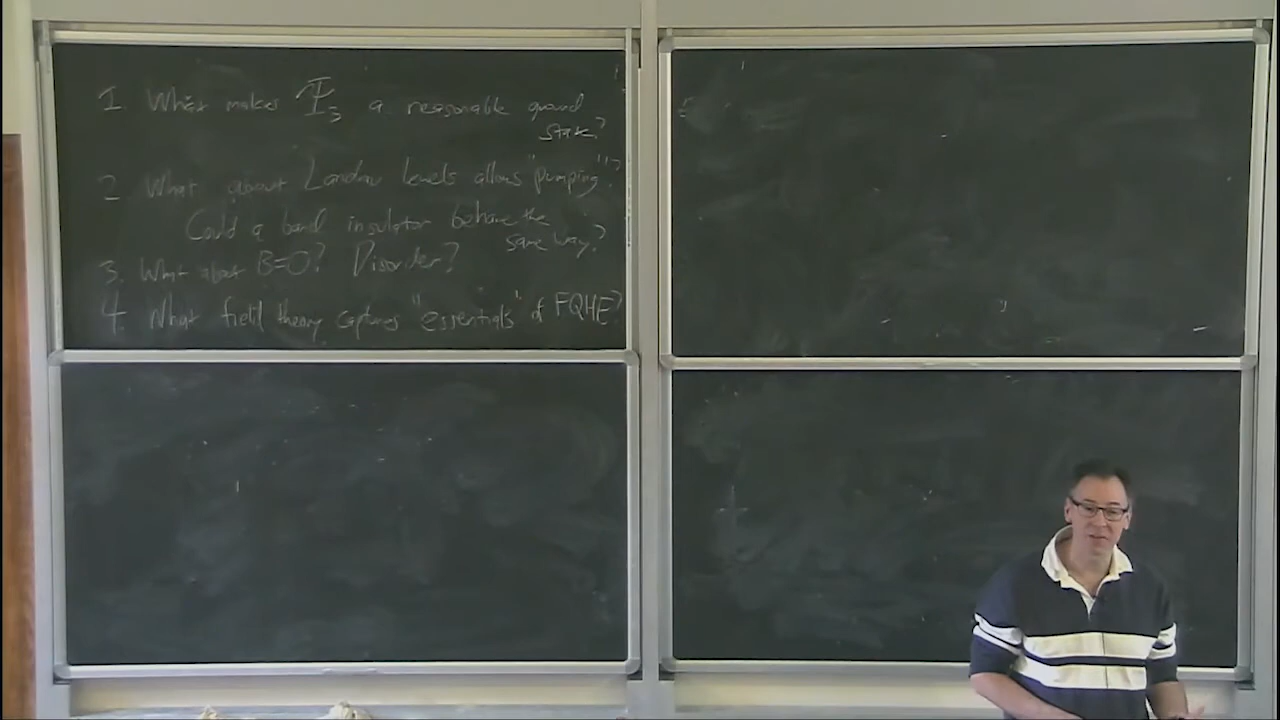 1. What makes Ψ₃ a reasonable ground
state?
2 What about Landau levels allows "pumping"?
Could a band insulator behave the
same way?
3. What about B=0? Disorder?
4. What field theory captures "essentials" of FQHE?